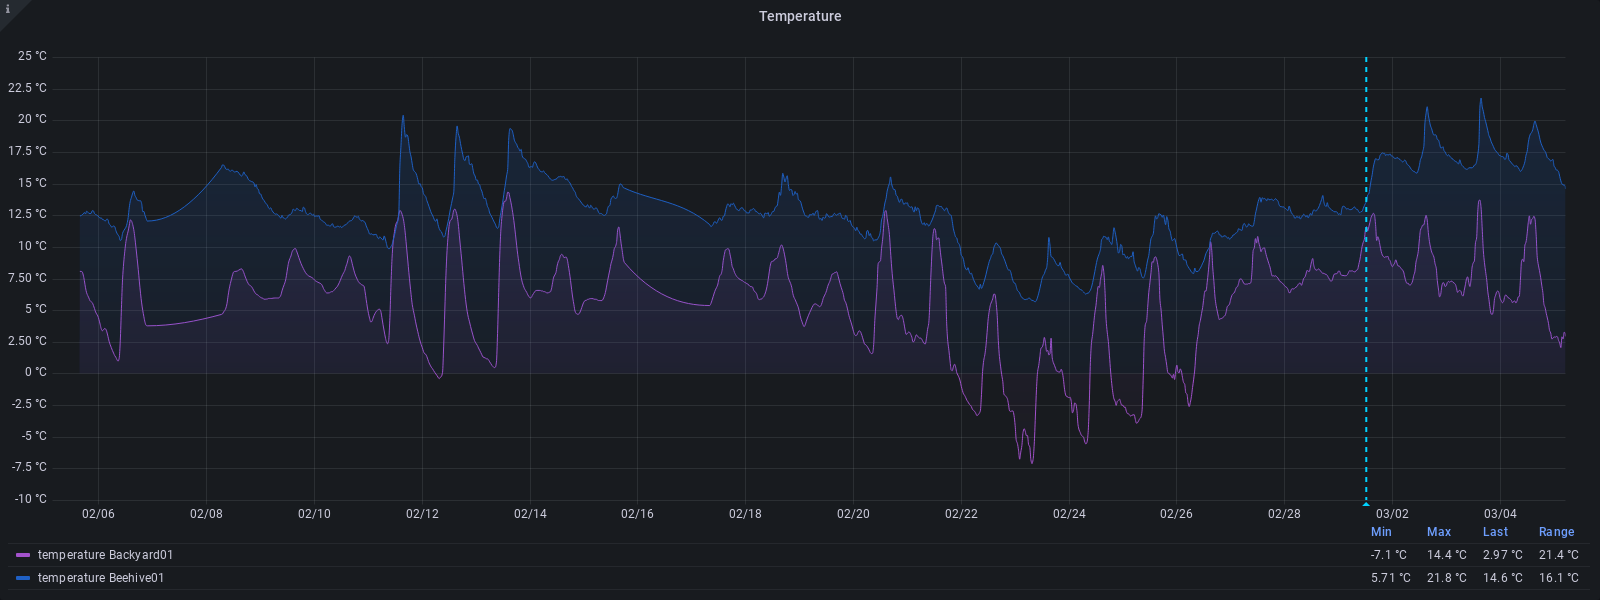 i
Temperature
25 °C
22.5 °C
20 °C
17.5 °C
15 °C
12.5 °C
10 °C
7.50 °C
5 °C
2.50 °C
0 °C
-2.5 °C
-5 °C
-7.5 °C
-10 °C
02/06 02/08 02/10 02/12 02/14 02/16 02/18 02/20 02/22 02/24 02/26 02/28 03/02 03/04
Min Max Last Range
temperature Backyard01 -7.1 °C 14.4 °C 2.97 °C 21.4 °C
temperature Beehive01 5.71 °C 21.8 °C 14.6 °C 16.1 °C